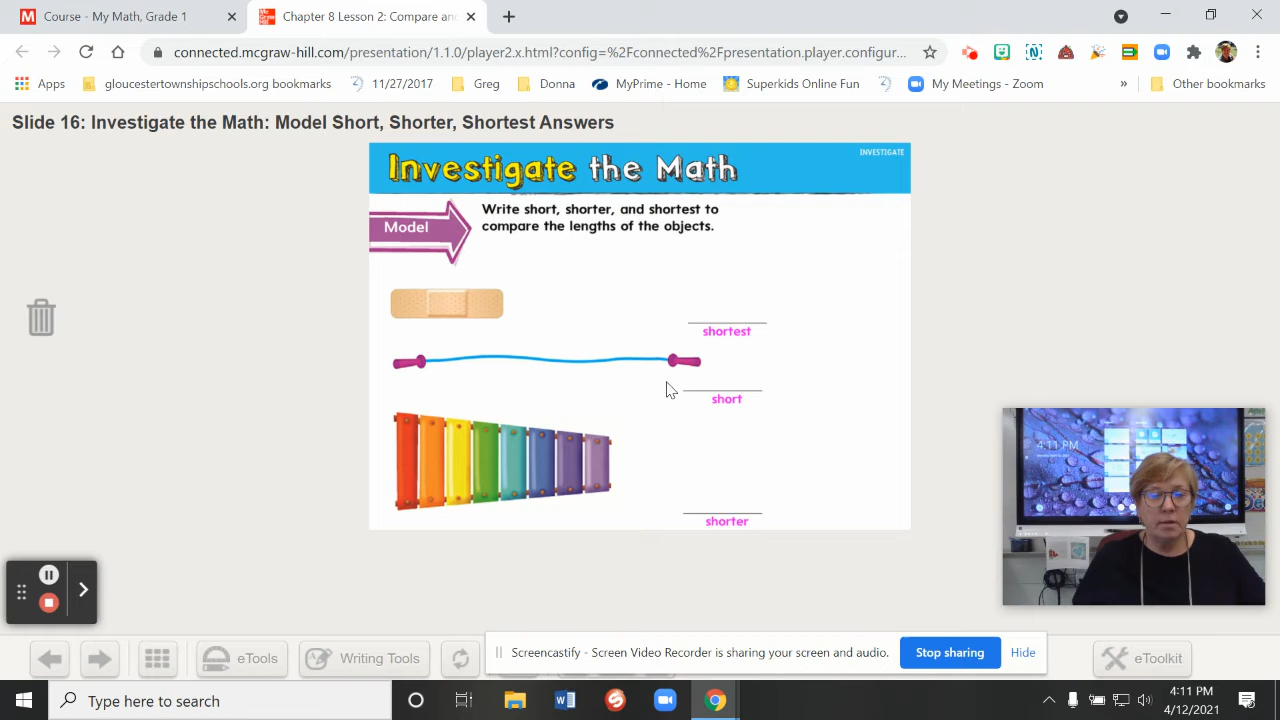 Course - My Math, Grade 1
Chapter 8 Lesson 2: Compare and
connected.mcgraw-hill.com/presentation/1.1.0/player2.x.html?config=%2Fconnected%2Fpresentation.player.configur...
Apps
gloucestertownshipschools.org bookmarks
11/27/2017
Greg
Donna
MyPrime - Home
Superkids Online Fun
My Meetings - Zoom
»
Other bookmarks
Slide 16: Investigate the Math: Model Short, Shorter, Shortest Answers
Investigate the Math
INVESTIGATE
Model
Write short, shorter, and shortest to
compare the lengths of the objects.
shortest
short
shorter
4:11 PM
eTools
Writing Tools
Screencastify - Screen Video Recorder is sharing your screen and audio.
Stop sharing
Hide
eToolkit
Type here to search
4:11 PM
4/12/2021